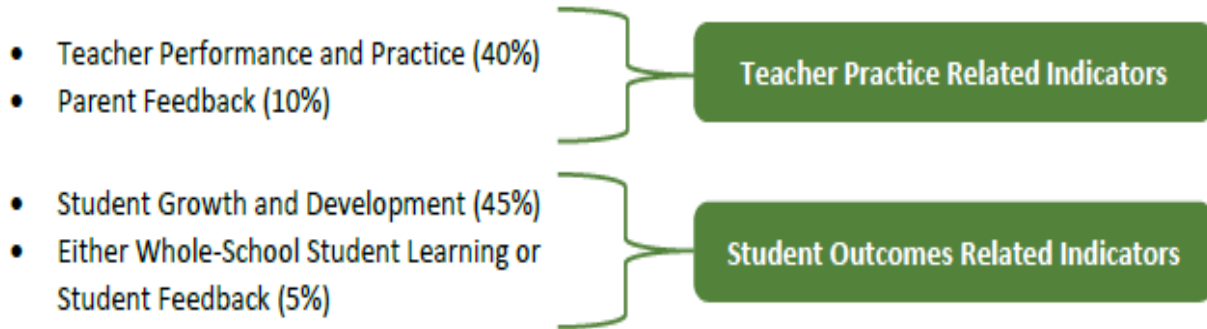 • Teacher Performance and Practice (40%)
• Parent Feedback (10%)
Teacher Practice Related Indicators
• Student Growth and Development (45%)
• Either Whole-School Student Learning or
Student Feedback (5%)
Student Outcomes Related Indicators